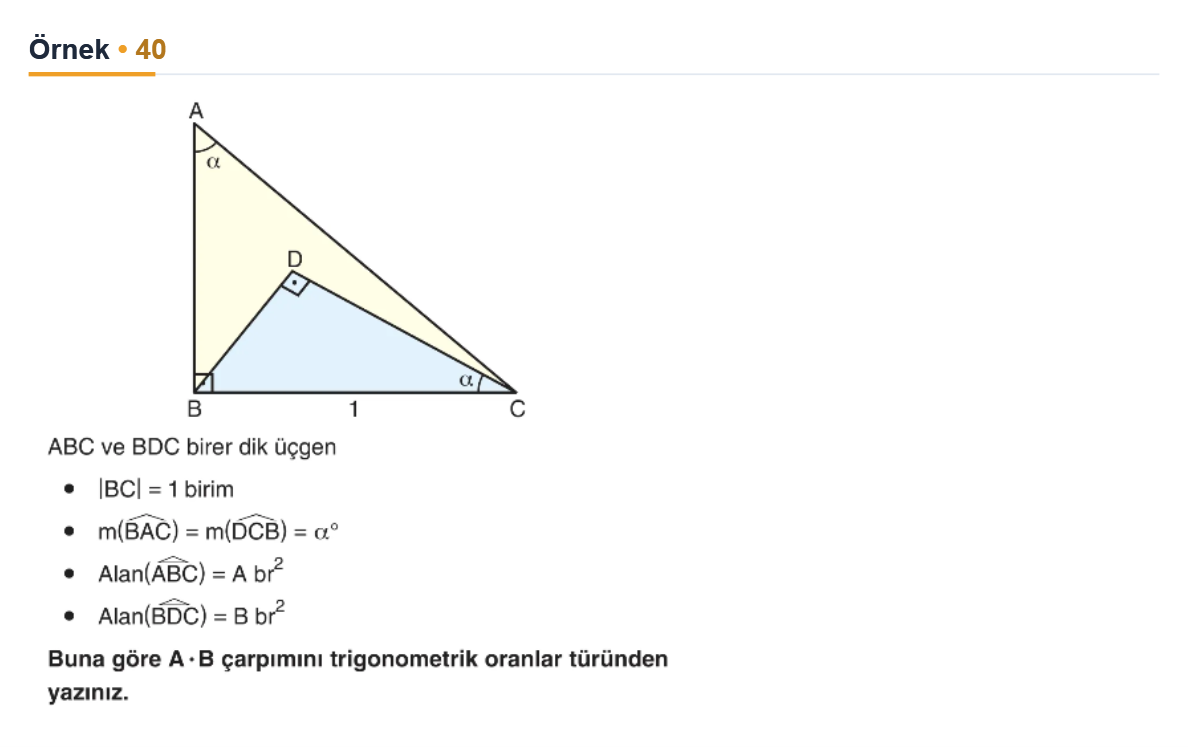 Örnek • 40
A
α
D
α
B
1
C
ABC ve BDC birer dik üçgen
• |BC| = 1 birim
• m(BAC) = m(DCB) = α°
• Alan(ABC) = A br²
• Alan(BDC) = B br²
Buna göre A · B çarpımını trigonometrik oranlar türünden
yazınız.